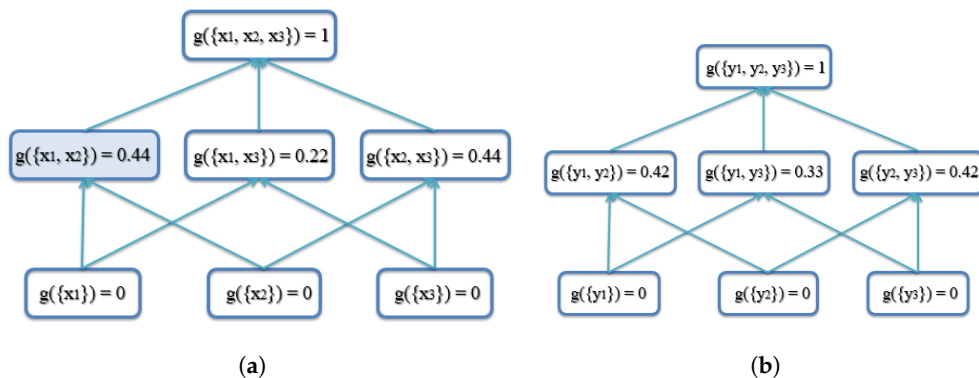 g({x1, x2, x3}) = 1
g({x1, x2}) = 0.44
g({x1, x3}) = 0.22
g({x2, x3}) = 0.44
g({x1}) = 0
g({x2}) = 0
g({x3}) = 0
(a)
g({y1, y2, y3}) = 1
g({y1, y2}) = 0.42
g({y1, y3}) = 0.33
g({y2, y3}) = 0.42
g({y1}) = 0
g({y2}) = 0
g({y3}) = 0
(b)